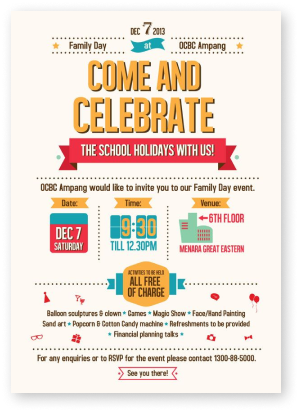 DEC 7 2013
Family Day at OCBC Ampang
COME AND
CELEBRATE
THE SCHOOL HOLIDAYS WITH US!
OCBC Ampang would like to invite you to our Family Day event.
Date: Time: Venue:
DEC 7
SATURDAY
9:30
TILL 12.30PM
6TH FLOOR
MENARA GREAT EASTERN
ACTIVITIES TO BE HELD
ALL FREE
OF CHARGE
Balloon sculptures & clown • Games • Magic Show • Face/Hand Painting
Sand art • Popcorn & Cotton Candy machine • Refreshments to be provided
• Financial planning talks •
For any enquiries or to RSVP for the event please contact 1300-88-5000.
See you there!